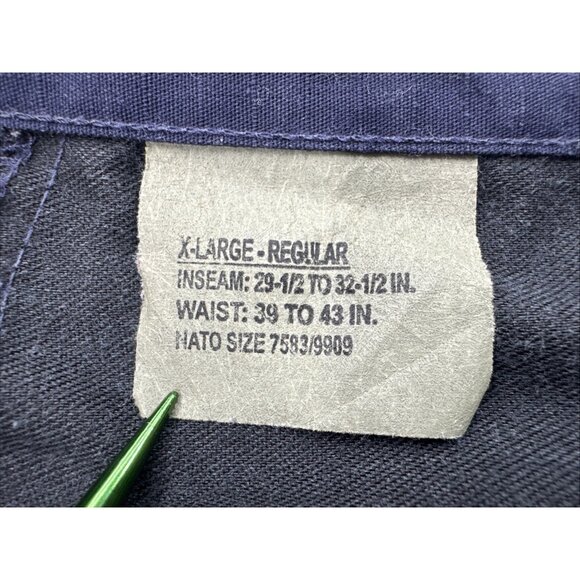 X-LARGE - REGULAR
INSEAM: 29-1/2 TO 32-1/2 IN.
WAIST: 39 TO 43 IN.
NATO SIZE 7583/9909